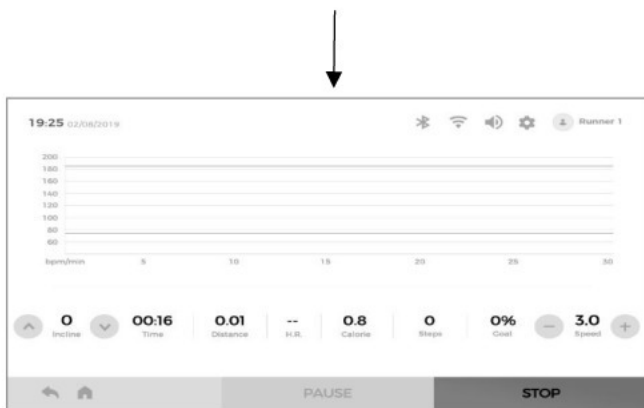 19:25 02/08/2019 Runner 1
200
180
160
140
120
100
80
60
bpm/min 5 10 15 20 25 30
0 00:16 0.01 -- 0.8 0 0% 3.0
Incline Time Distance H.R. Calorie Steps Goal Speed
PAUSE STOP